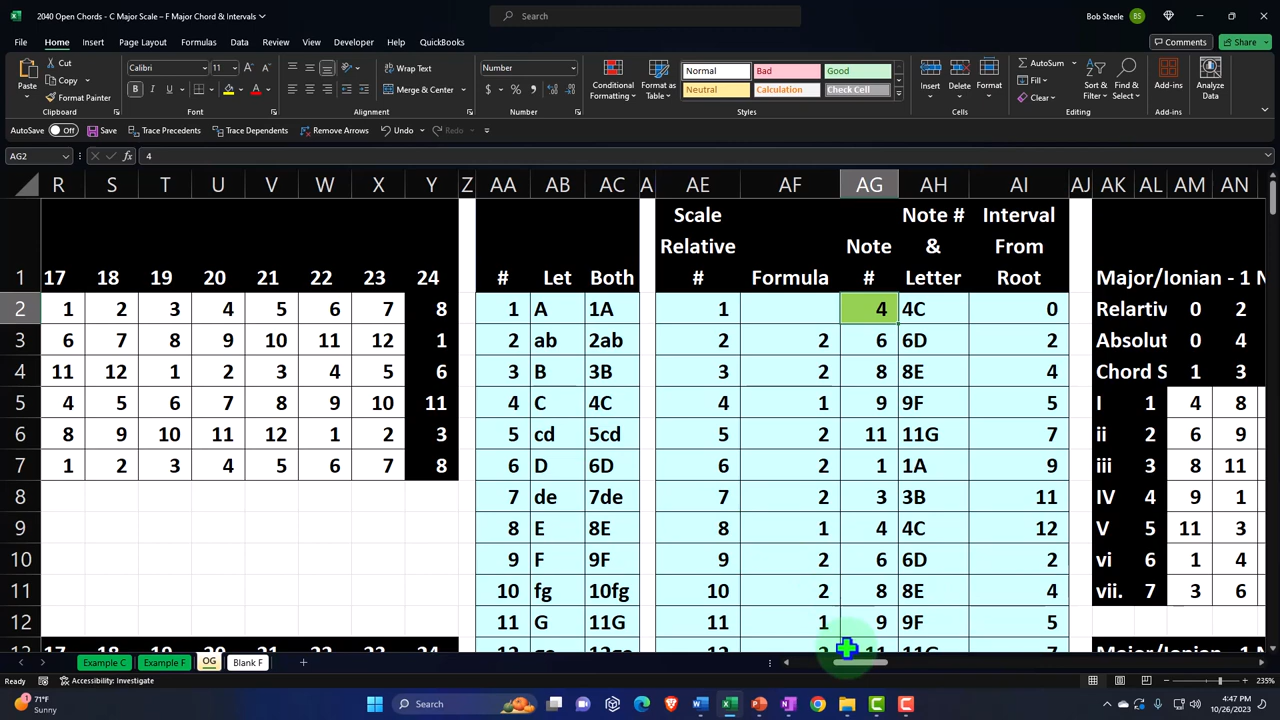 2040 Open Chords - C Major Scale – F Major Chord & Intervals
Search
Bob Steele BS
File Home Insert Page Layout Formulas Data Review View Developer Help QuickBooks
Comments Share
Paste Cut Copy Format Painter
Calibri 11
Wrap Text
Merge & Center
Number
Conditional Formatting
Format as Table
Normal Bad Good
Neutral Calculation Check Cell
Insert Delete Format
AutoSum Fill Clear
Sort & Filter Find & Select
Add-ins Analyze Data
Clipboard Font Alignment Number Styles Cells Editing Add-ins
AutoSave Off Save Trace Precedents Trace Dependents Remove Arrows Undo Redo
AG2 fx 4
R S T U V W X Y Z AA AB AC A AE AF AG AH AI AJ AK AL AM AN
Scale Note # Interval
Relative Note & From
1 17 18 19 20 21 22 23 24 # Let Both # Formula # Letter Root Major/Ionian - 1 N
2 1 2 3 4 5 6 7 8 1 A 1A 1 4 4C 0 Relartiv 0 2
3 6 7 8 9 10 11 12 1 2 ab 2ab 2 2 6 6D 2 Absolut 0 4
4 11 12 1 2 3 4 5 6 3 B 3B 3 2 8 8E 4 Chord S 1 3
5 4 5 6 7 8 9 10 11 4 C 4C 4 1 9 9F 5 I 1 4 8
6 8 9 10 11 12 1 2 3 5 cd 5cd 5 2 11 11G 7 ii 2 6 9
7 1 2 3 4 5 6 7 8 6 D 6D 6 2 1 1A 9 iii 3 8 11
8 7 de 7de 7 2 3 3B 11 IV 4 9 1
9 8 E 8E 8 1 4 4C 12 V 5 11 3
10 9 F 9F 9 2 6 6D 2 vi 6 1 4
11 10 fg 10fg 10 2 8 8E 4 vii. 7 3 6
12 11 G 11G 11 1 9 9F 5
Example C Example F OG Blank F
Ready Accessibility: Investigate 235%
71°F
Sunny
Search
4:47 PM
10/26/2023